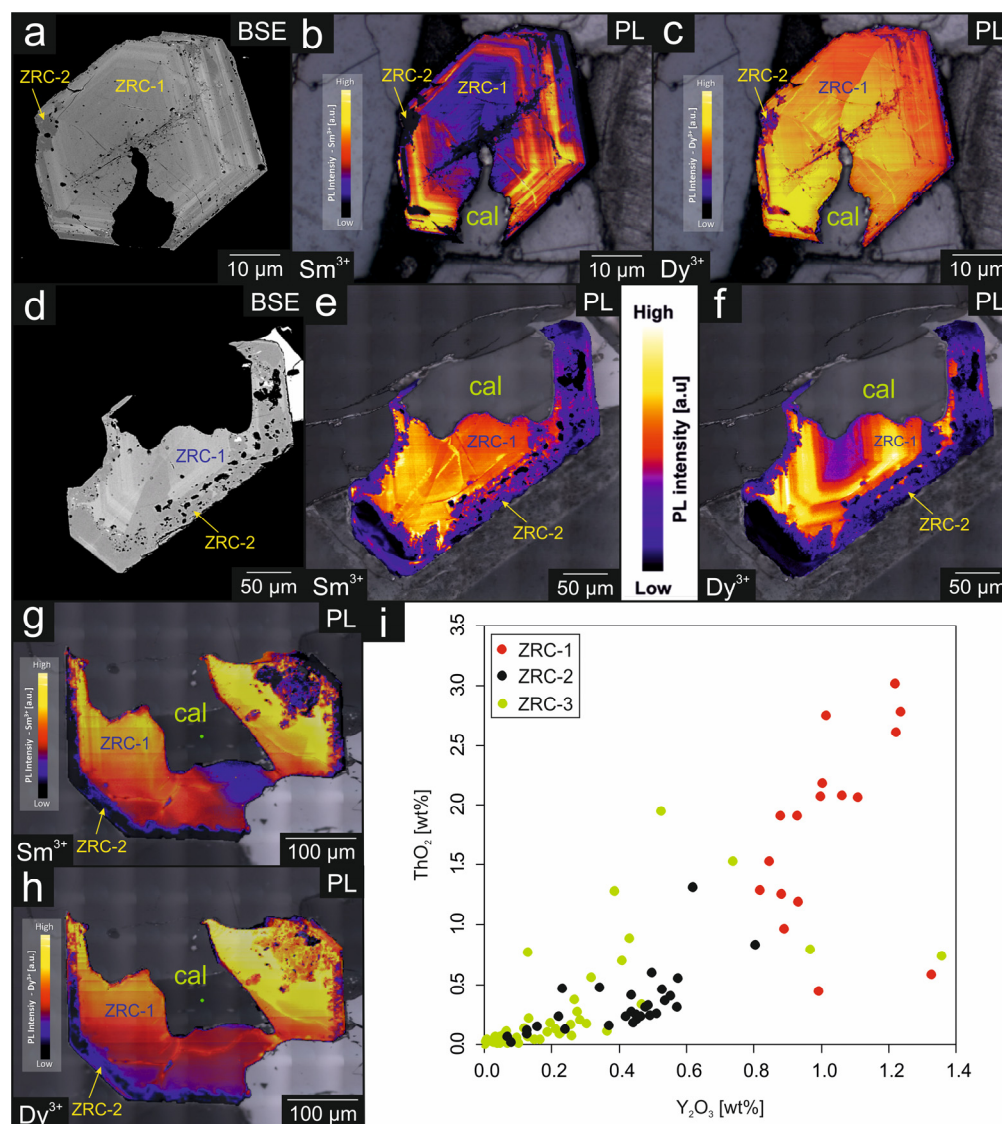 a
BSE
ZRC-2
ZRC-1
10 µm
b
PL
ZRC-2
ZRC-1
High
PL Intensiy - Sm³⁺ [a.u.]
Low
cal
Sm³⁺
10 µm
c
PL
ZRC-1
High
PL Intensiy - Dy³⁺ [a.u.]
Low
cal
Dy³⁺
10 µm
d
BSE
ZRC-1
ZRC-2
50 µm
e
PL
cal
ZRC-1
ZRC-2
Sm³⁺
50 µm
High
PL intensity [a.u]
Low
f
PL
cal
ZRC-1
ZRC-2
Dy³⁺
50 µm
g
PL
High
PL Intensiy - Sm³⁺ [a.u.]
Low
cal
ZRC-1
ZRC-2
Sm³⁺
100 µm
h
PL
High
PL Intensiy - Dy³⁺ [a.u.]
Low
cal
ZRC-1
ZRC-2
Dy³⁺
100 µm
i
ZRC-1
ZRC-2
ZRC-3
3.5
3.0
2.5
2.0
1.5
1.0
0.5
0.0
ThO₂ [wt%]
0.0 0.2 0.4 0.6 0.8 1.0 1.2 1.4
Y₂O₃ [wt%]